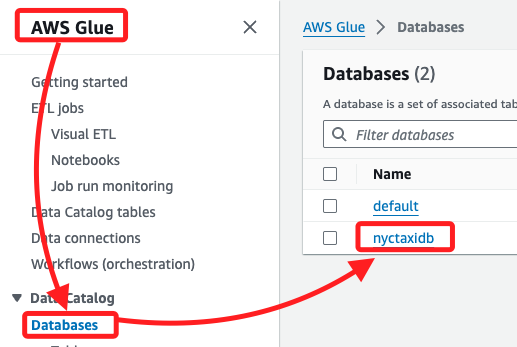 AWS Glue
Getting started
ETL jobs
Visual ETL
Notebooks
Job run monitoring
Data Catalog tables
Data connections
Workflows (orchestration)
Data Catalog
Databases
AWS Glue > Databases
Databases (2)
A database is a set of associated tab
Filter databases
Name
default
nyctaxidb